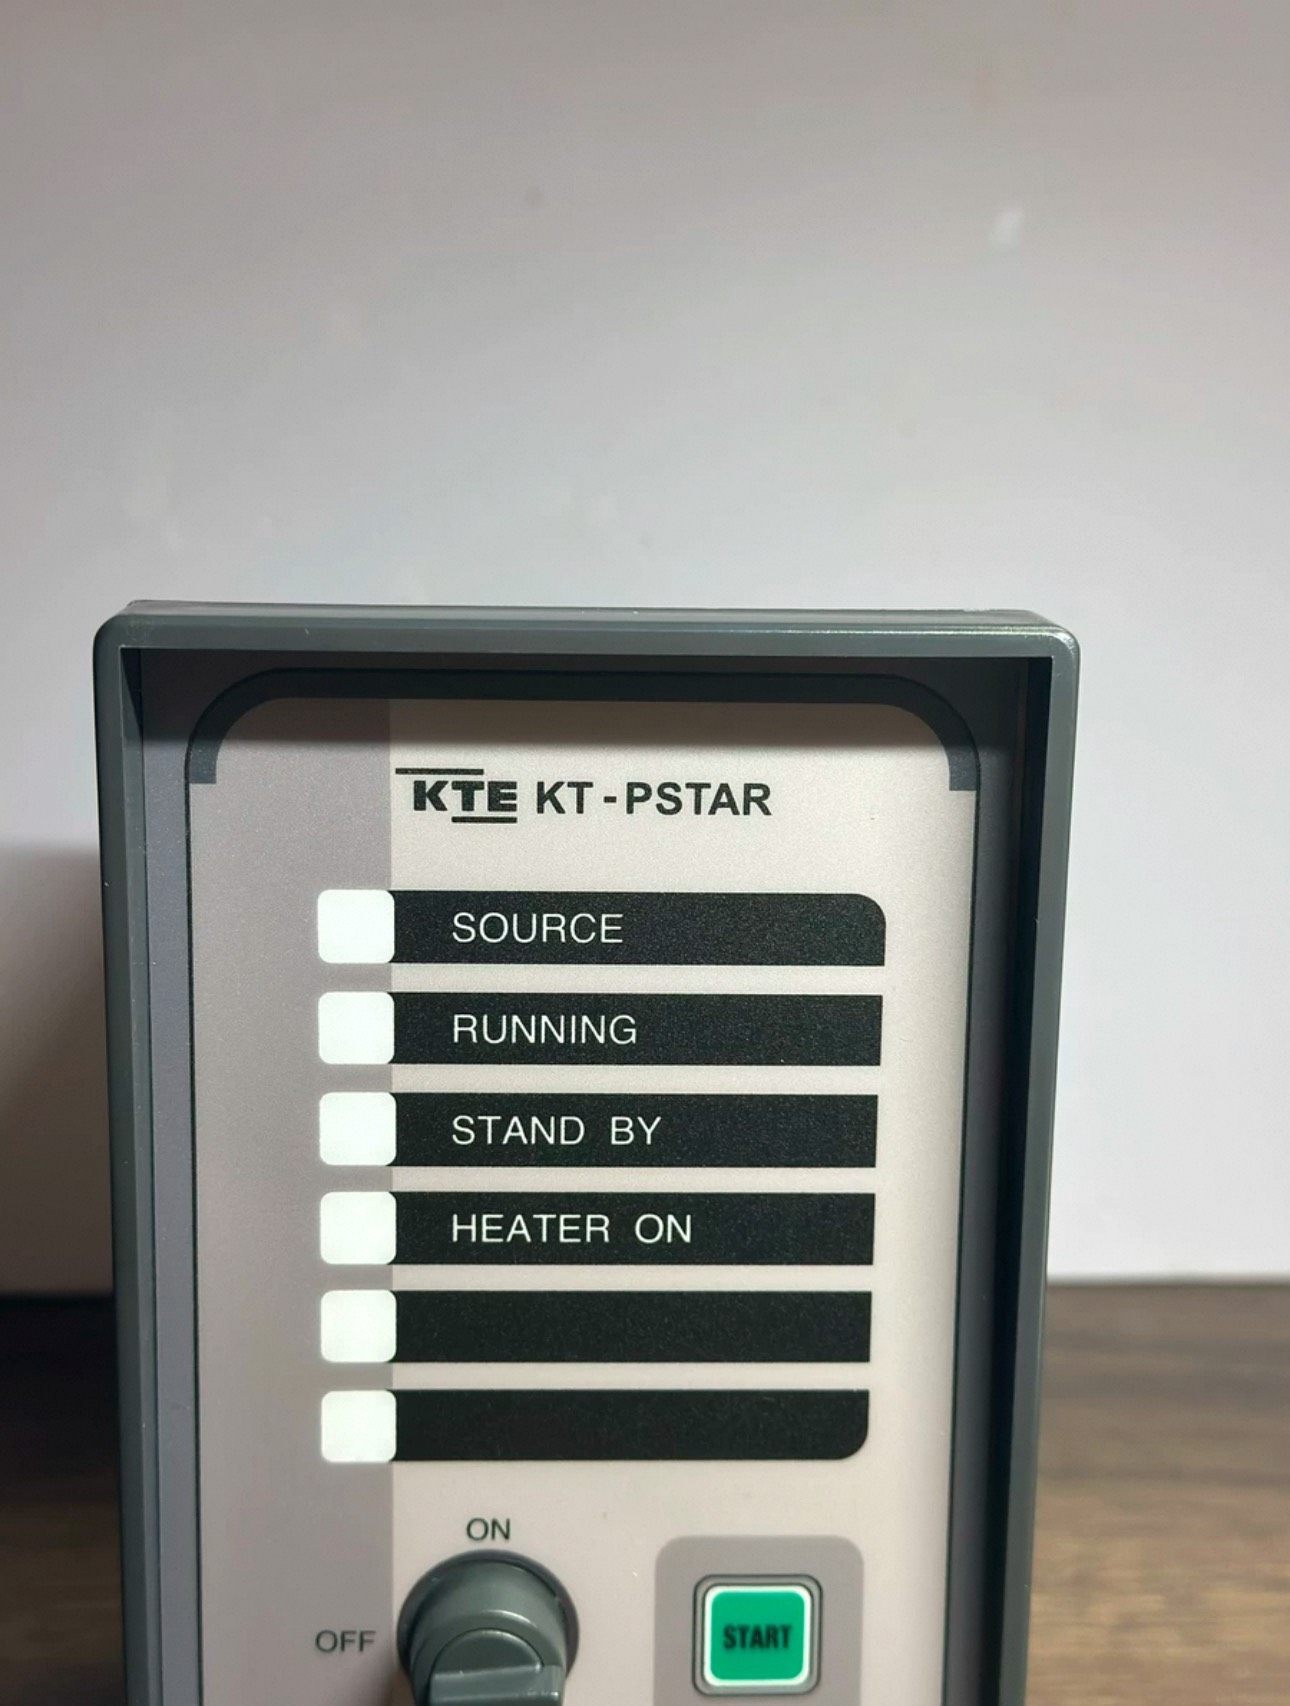 KTE KT-PSTAR
SOURCE
RUNNING
STAND BY
HEATER ON
ON
OFF
START